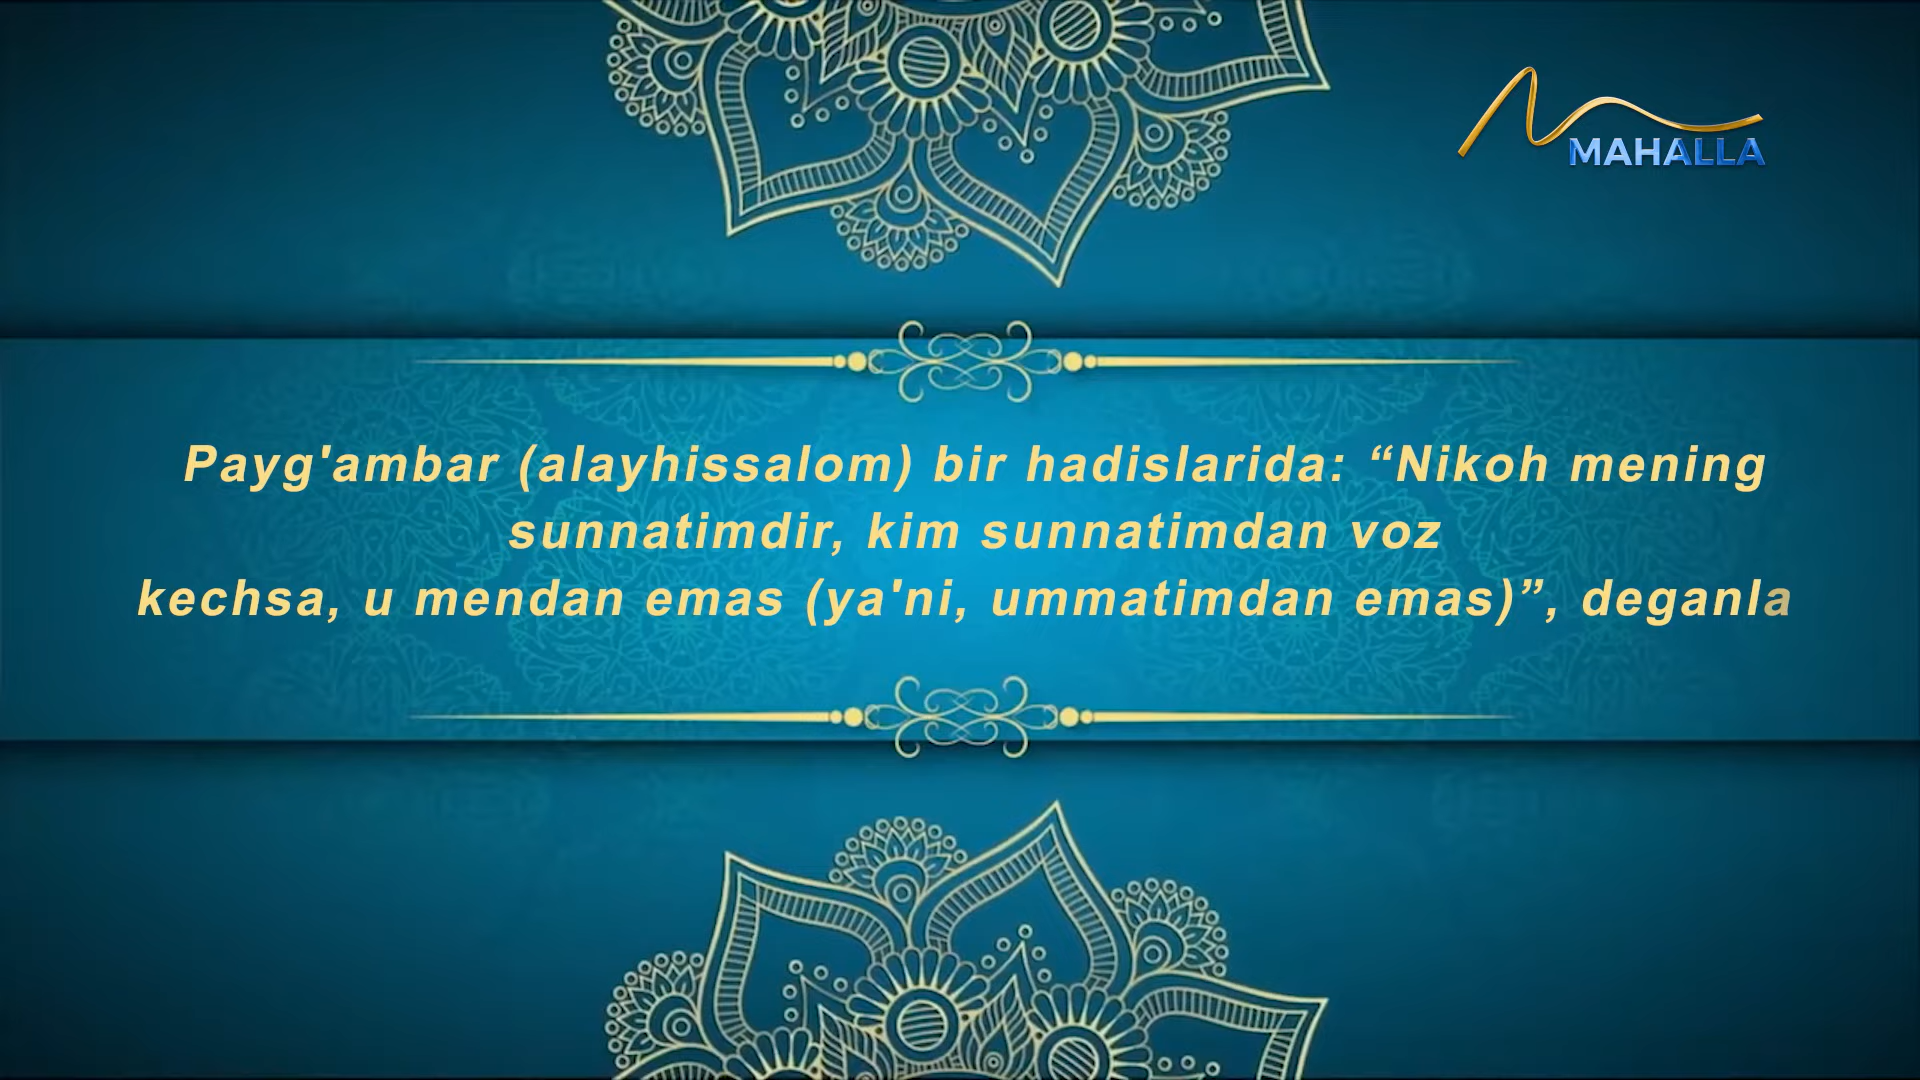 MAHALLA
Payg'ambar (alayhissalom) bir hadislarida: “Nikoh mening
sunnatimdir, kim sunnatimdan voz
kechsa, u mendan emas (ya'ni, ummatimdan emas)”, deganla